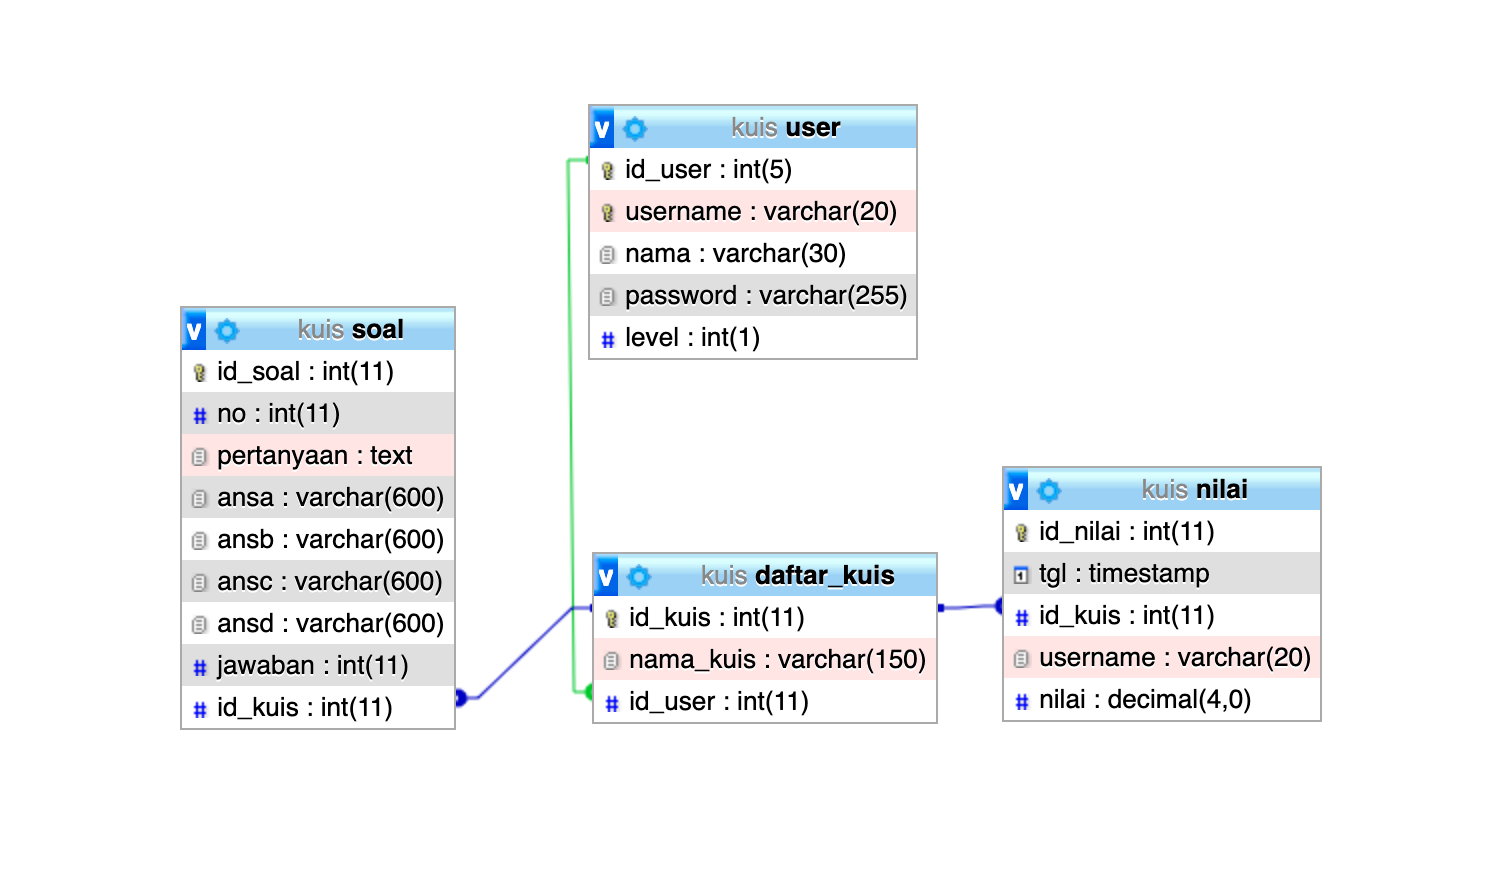 v kuis user
id_user : int(5)
username : varchar(20)
nama : varchar(30)
password : varchar(255)
# level : int(1)
v kuis soal
id_soal : int(11)
# no : int(11)
pertanyaan : text
ansa : varchar(600)
ansb : varchar(600)
ansc : varchar(600)
ansd : varchar(600)
# jawaban : int(11)
# id_kuis : int(11)
v kuis daftar_kuis
id_kuis : int(11)
nama_kuis : varchar(150)
# id_user : int(11)
v kuis nilai
id_nilai : int(11)
1 tgl : timestamp
# id_kuis : int(11)
username : varchar(20)
# nilai : decimal(4,0)